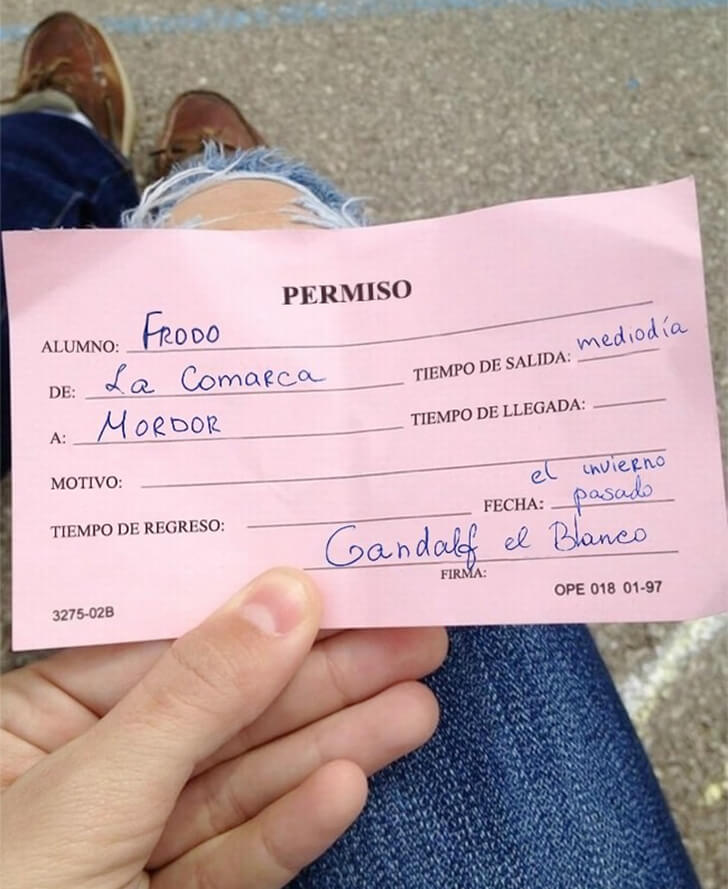 PERMISO
ALUMNO: FRODO
DE: La Comarca TIEMPO DE SALIDA: mediodía
A: MORDOR TIEMPO DE LLEGADA:
MOTIVO:
TIEMPO DE REGRESO: FECHA: el invierno pasado
Gandalf el Blanco
FIRMA:
3275-02B OPE 018 01-97